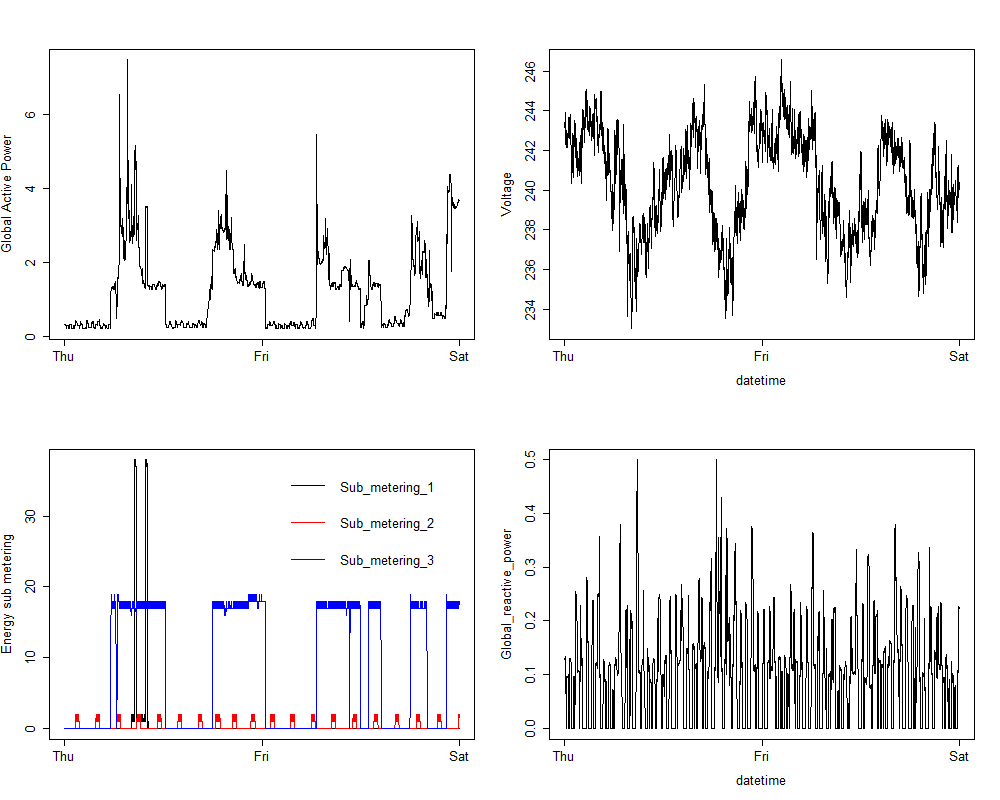 Global Active Power
6
4
2
0
Thu
Fri
Sat
Voltage
246
244
242
240
238
236
234
Thu
Fri
Sat
datetime
Energy sub metering
30
20
10
0
Sub_metering_1
Sub_metering_2
Sub_metering_3
Thu
Fri
Sat
Global_reactive_power
0.5
0.4
0.3
0.2
0.1
0.0
Thu
Fri
Sat
datetime